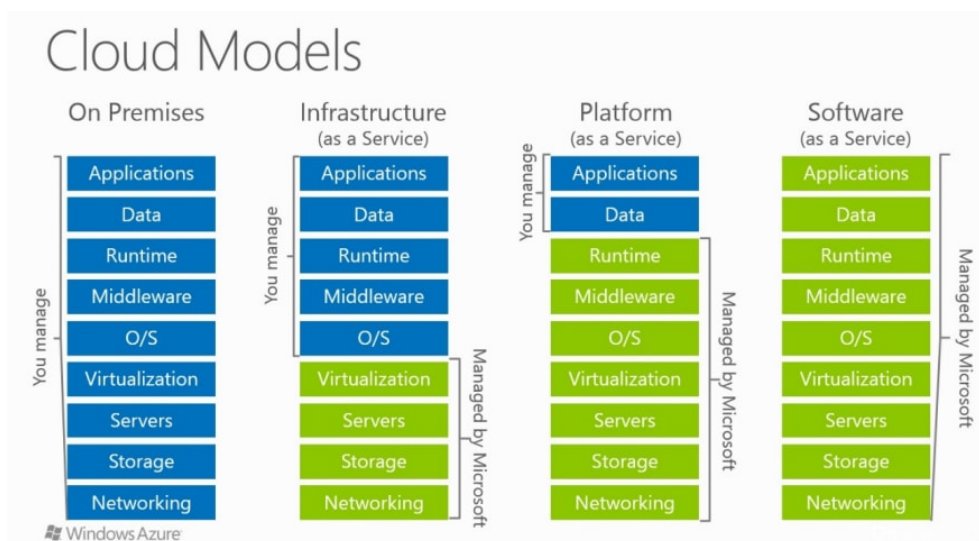 Cloud Models
On Premises
You manage
Applications
Data
Runtime
Middleware
O/S
Virtualization
Servers
Storage
Networking
Infrastructure
(as a Service)
You manage
Applications
Data
Runtime
Middleware
O/S
Virtualization
Servers
Storage
Networking
Managed by Microsoft
Platform
(as a Service)
You manage
Applications
Data
Runtime
Middleware
O/S
Virtualization
Servers
Storage
Networking
Managed by Microsoft
Software
(as a Service)
Applications
Data
Runtime
Middleware
O/S
Virtualization
Servers
Storage
Networking
Managed by Microsoft
Windows Azure